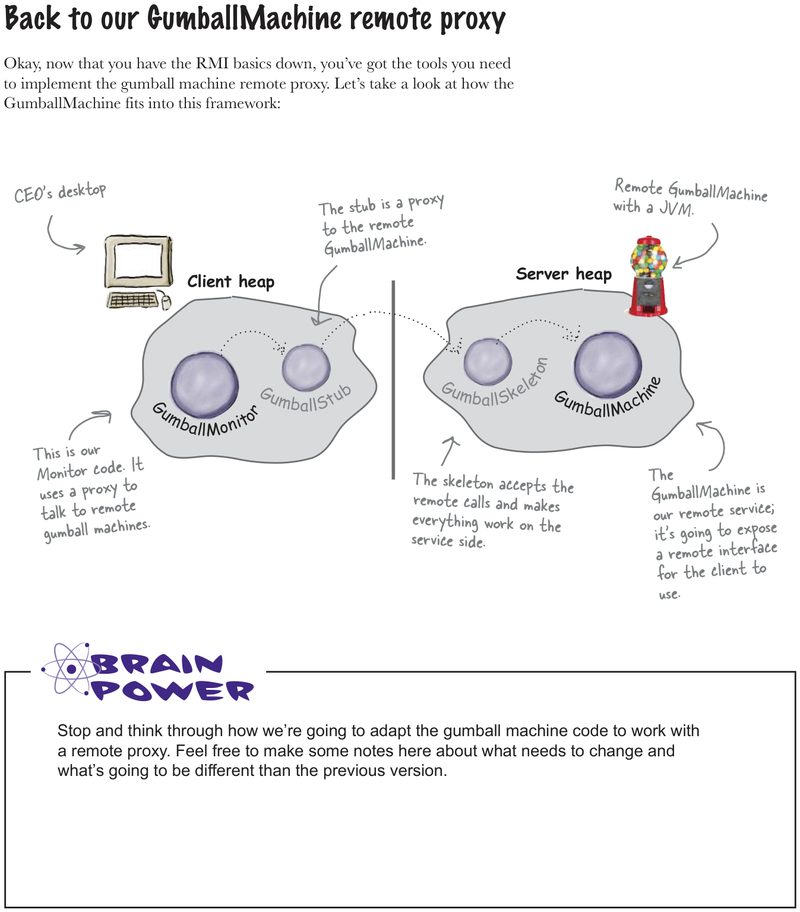 Back to our GumballMachine remote proxy
Okay, now that you have the RMI basics down, you’ve got the tools you need
to implement the gumball machine remote proxy. Let’s take a look at how the
GumballMachine fits into this framework:
CEO's desktop
The stub is a proxy
to the remote
GumballMachine.
Remote GumballMachine
with a JVM.
Client heap
Server heap
GumballMonitor
GumballStub
GumballSkeleton
GumballMachine
This is our
Monitor code. It
uses a proxy to
talk to remote
gumball machines.
The skeleton accepts the
remote calls and makes
everything work on the
service side.
The
GumballMachine is
our remote service;
it's going to expose
a remote interface
for the client to
use.
BRAIN
POWER
Stop and think through how we’re going to adapt the gumball machine code to work with
a remote proxy. Feel free to make some notes here about what needs to change and
what’s going to be different than the previous version.